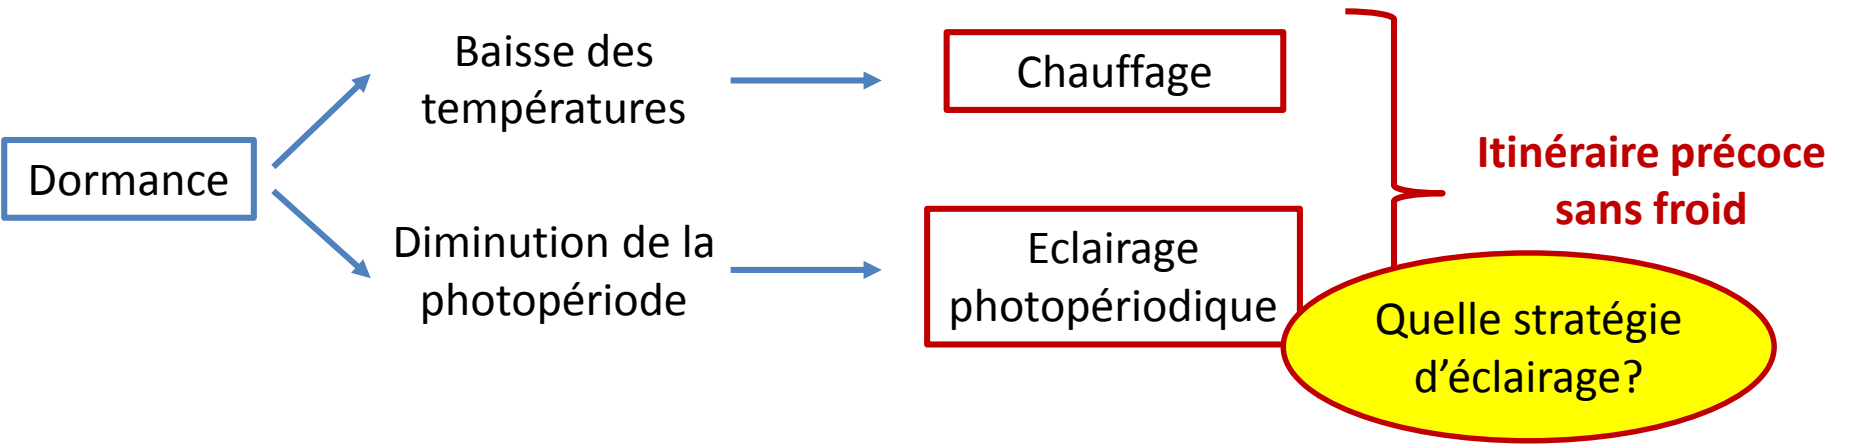 Dormance
Baisse des
températures
Chauffage
Diminution de la
photopériode
Eclairage
photopériodique
Itinéraire précoce
sans froid
Quelle stratégie
d’éclairage?